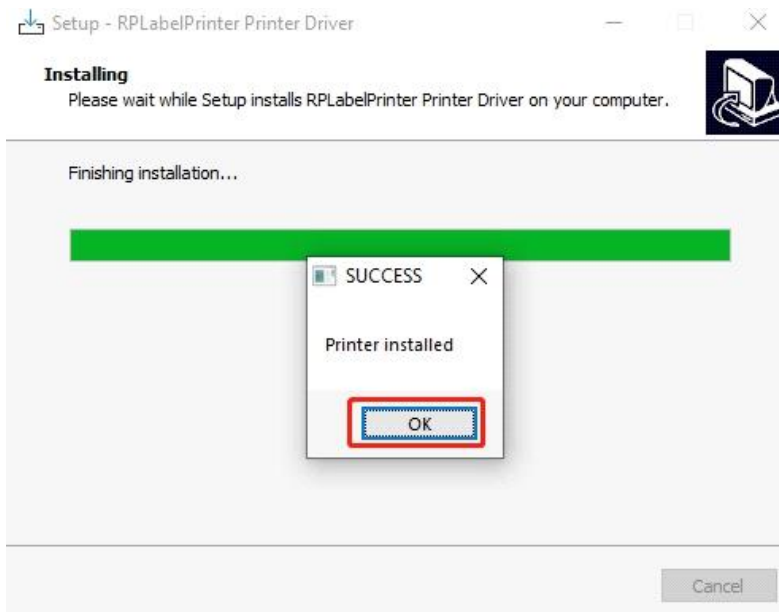 Setup - RPLabelPrinter Printer Driver
Installing
Please wait while Setup installs RPLabelPrinter Printer Driver on your computer.
Finishing installation...
SUCCESS
Printer installed
OK
Cancel